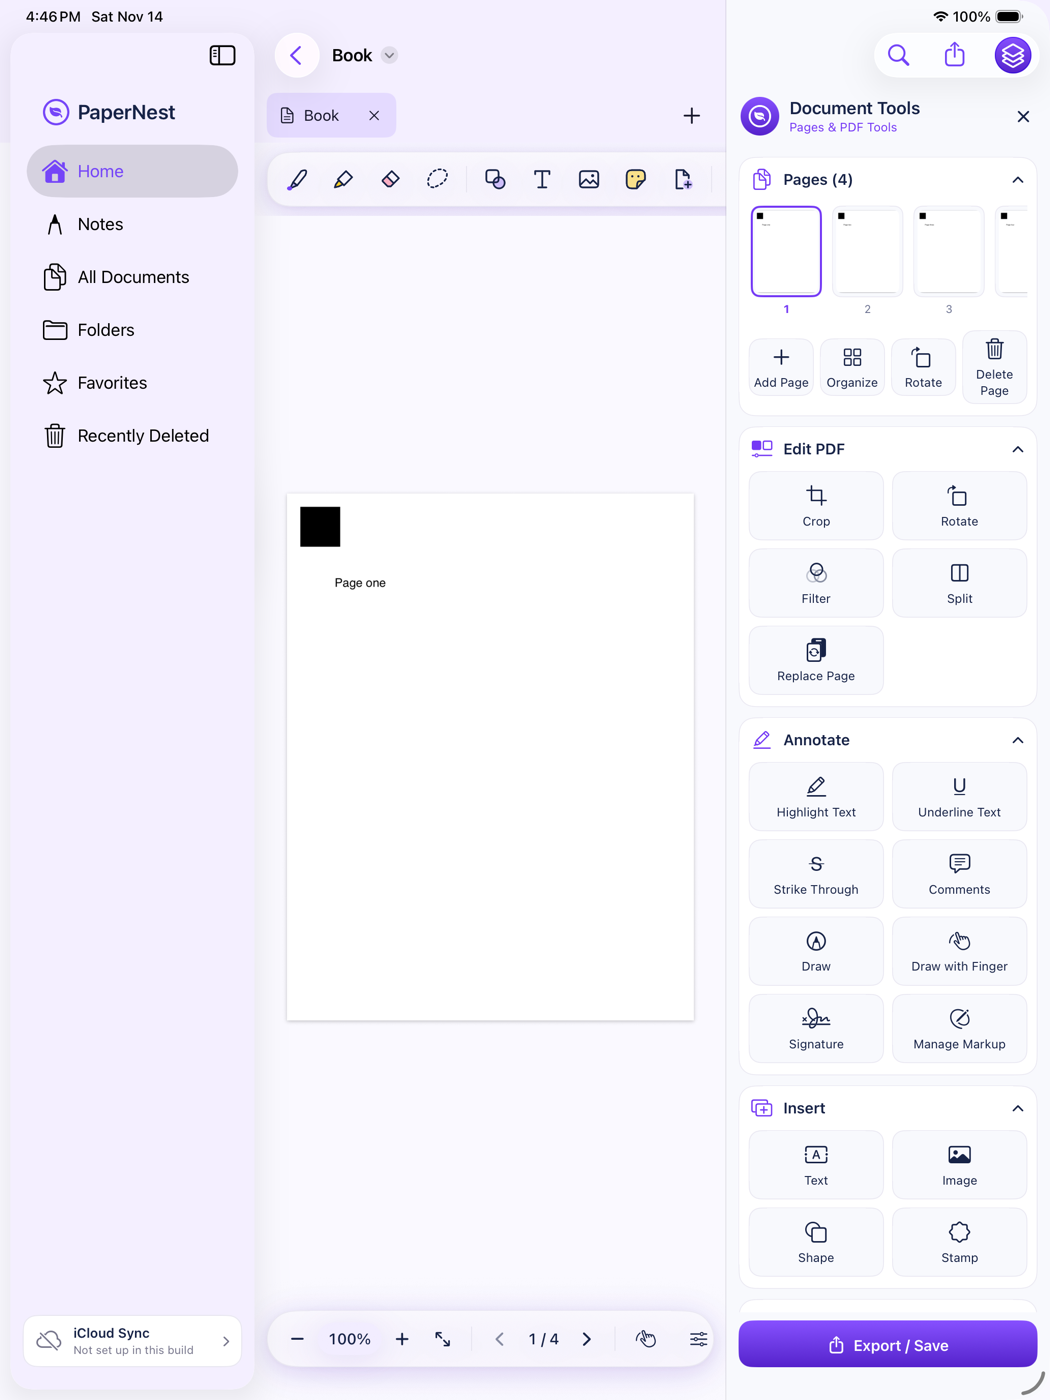 4:46 PM Sat Nov 14
100%
PaperNest
Home
Notes
All Documents
Folders
Favorites
Recently Deleted
iCloud Sync
Not set up in this build
Book
Book
Page one
100%
1 / 4
Document Tools
Pages & PDF Tools
Pages (4)
1
2
3
Add Page
Organize
Rotate
Delete
Page
Edit PDF
Crop
Rotate
Filter
Split
Replace Page
Annotate
Highlight Text
Underline Text
Strike Through
Comments
Draw
Draw with Finger
Signature
Manage Markup
Insert
Text
Image
Shape
Stamp
Export / Save